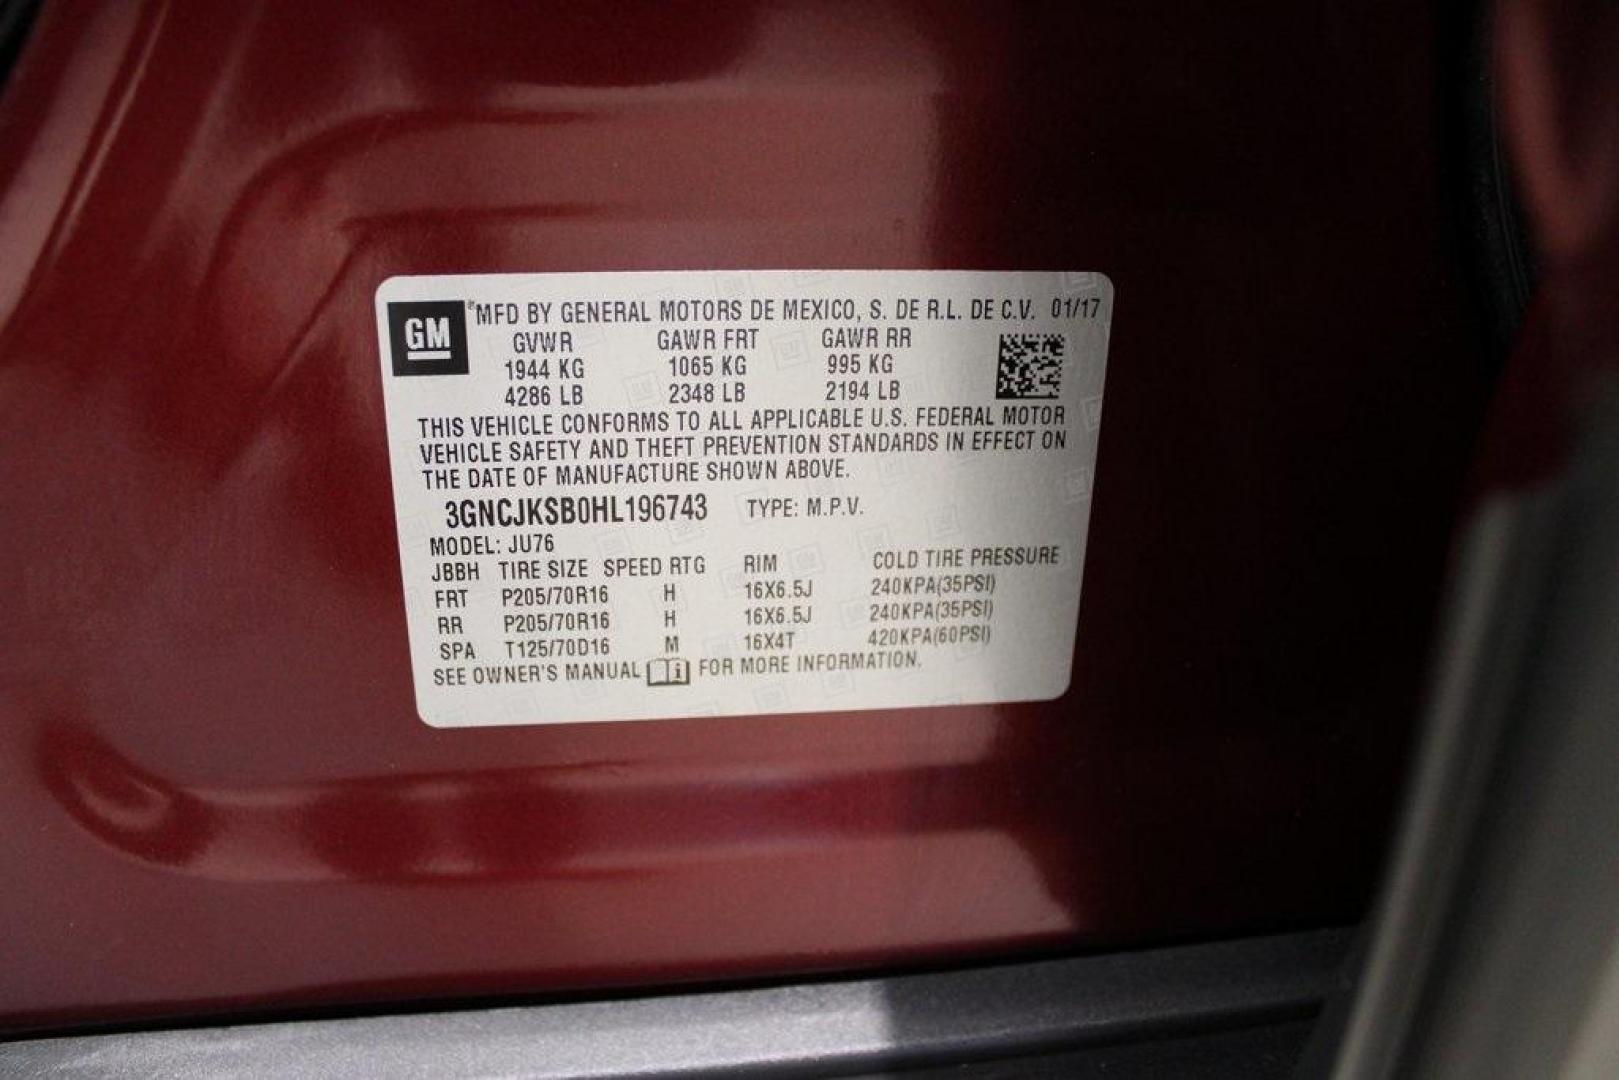 GM ® MFD BY GENERAL MOTORS DE MEXICO, S. DE R.L. DE C.V. 01/17
GVWR GAWR FRT GAWR RR
1944 KG 1065 KG 995 KG
4286 LB 2348 LB 2194 LB
THIS VEHICLE CONFORMS TO ALL APPLICABLE U.S. FEDERAL MOTOR
VEHICLE SAFETY AND THEFT PREVENTION STANDARDS IN EFFECT ON
THE DATE OF MANUFACTURE SHOWN ABOVE.
3GNCJKSB0HL196743 TYPE: M.P.V.
MODEL: JU76
JBBH TIRE SIZE SPEED RTG RIM COLD TIRE PRESSURE
FRT P205/70R16 H 16X6.5J 240KPA(35PSI)
RR P205/70R16 H 16X6.5J 240KPA(35PSI)
SPA T125/70D16 M 16X4T 420KPA(60PSI)
SEE OWNER'S MANUAL i FOR MORE INFORMATION.